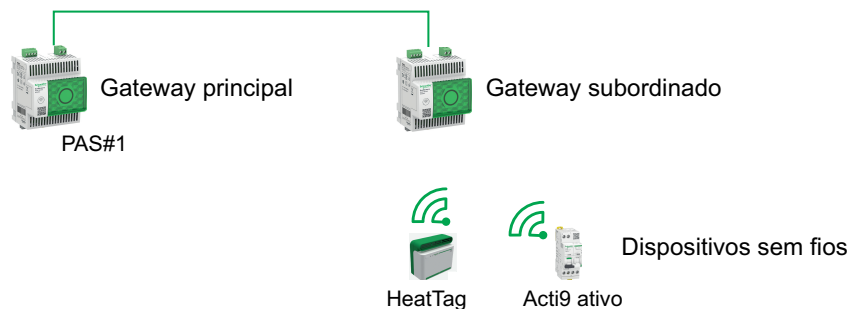 Gateway principal
Gateway subordinado
PAS#1
Dispositivos sem fios
HeatTag
Acti9 ativo